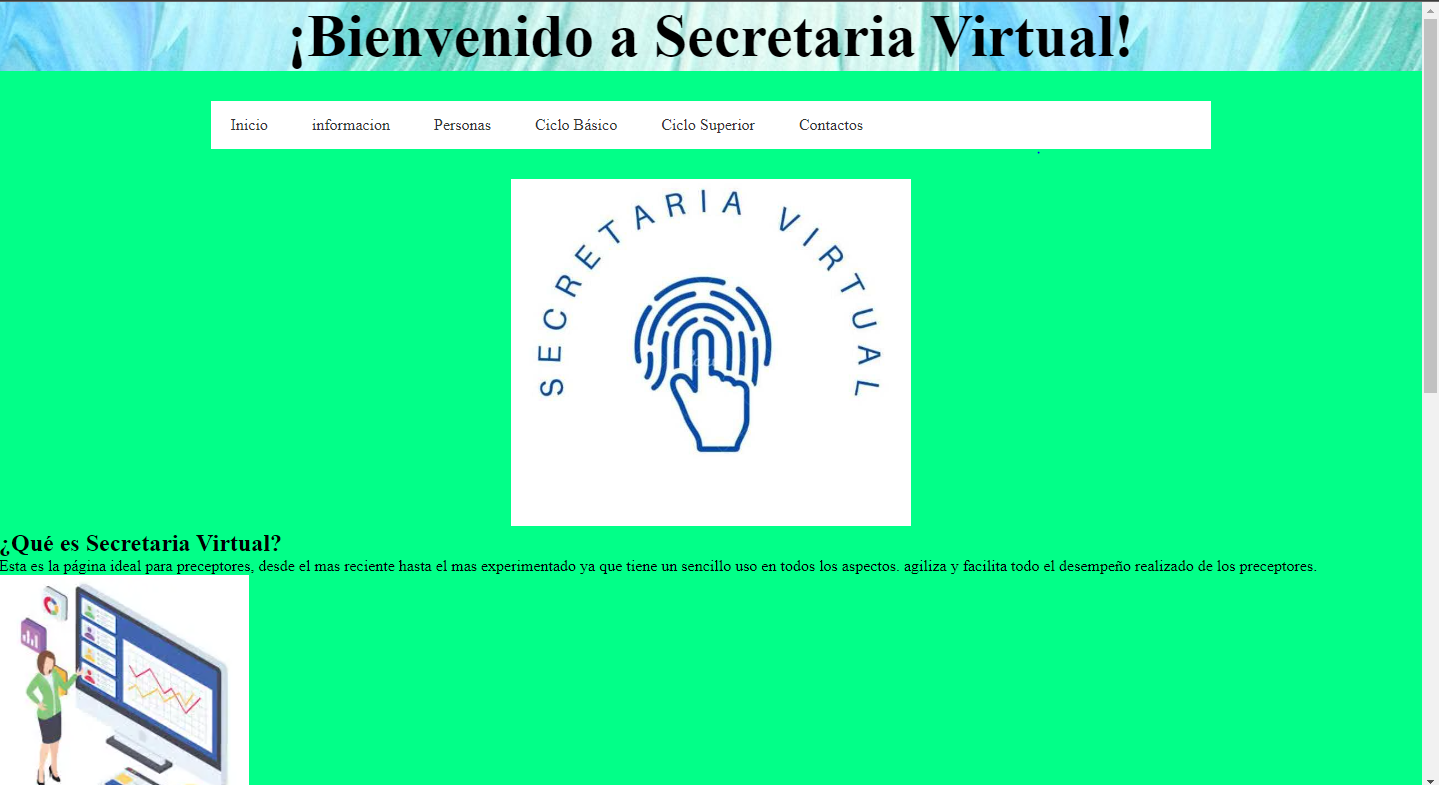 ¡Bienvenido a Secretaria Virtual!
Inicio informacion Personas Ciclo Básico Ciclo Superior Contactos
SECRETARIA VIRTUAL
¿Qué es Secretaria Virtual?
Esta es la página ideal para preceptores, desde el mas reciente hasta el mas experimentado ya que tiene un sencillo uso en todos los aspectos. agiliza y facilita todo el desempeño realizado de los preceptores.